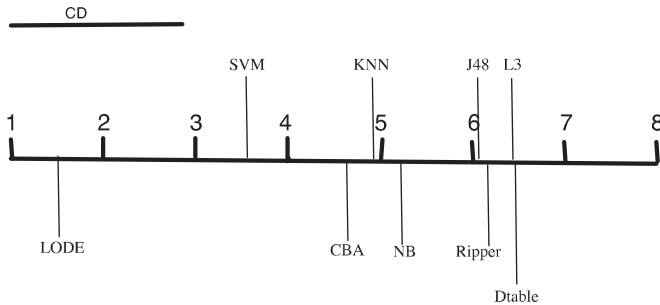 CD
SVM KNN J48 L3
1 2 3 4 5 6 7 8
LODE CBA NB Ripper
Dtable